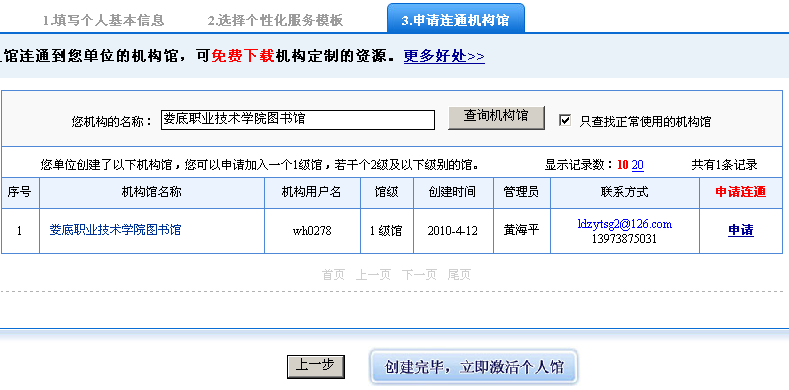 1.填写个人基本信息 2.选择个性化服务模板 3.申请连通机构馆
馆连通到您单位的机构馆，可免费下载机构定制的资源。更多好处>>
您机构的名称： 娄底职业技术学院图书馆 查询机构馆 只查找正常使用的机构馆
您单位创建了以下机构馆，您可以申请加入一个1级馆，若干个2级及以下级别的馆。 显示记录数：10 20 共有1条记录
序号 机构馆名称 机构用户名 馆级 创建时间 管理员 联系方式 申请连通
1 娄底职业技术学院图书馆 wh0278 1 级馆 2010-4-12 黄海平 ldzytsg2@126.com 申请
13973875031
首页 上一页 下一页 尾页
上一步 创建完毕，立即激活个人馆